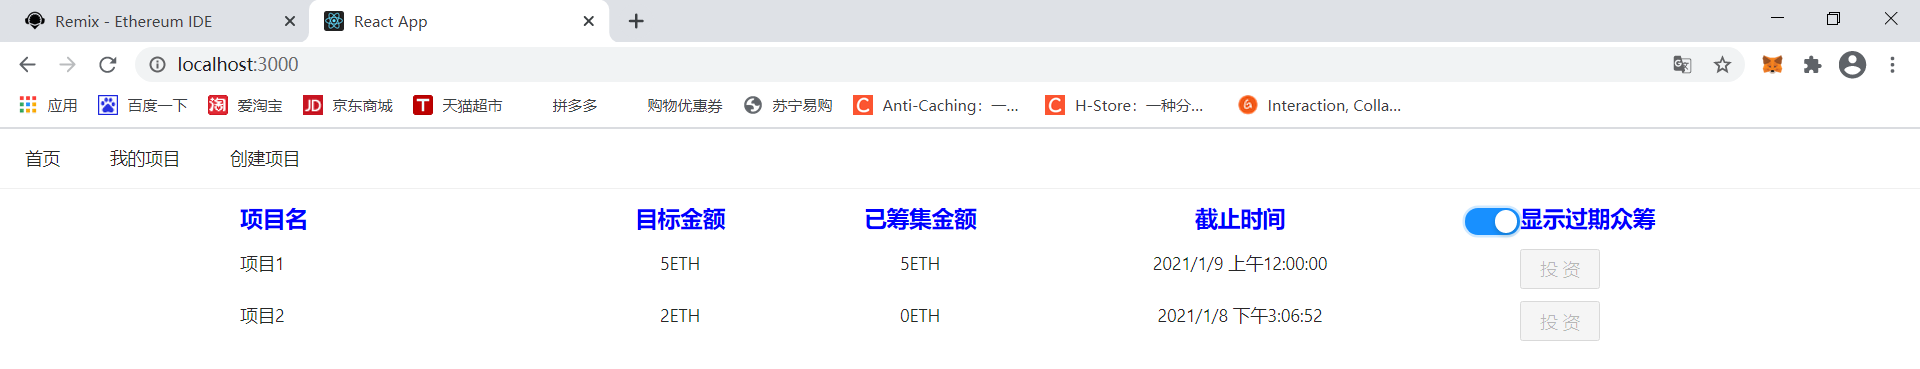 Remix - Ethereum IDE React App
localhost:3000
应用 百度一下 爱淘宝 京东商城 天猫超市 拼多多 购物优惠券 苏宁易购 Anti-Caching：一... H-Store：一种分... Interaction, Colla...
首页 我的项目 创建项目
项目名 目标金额 已筹集金额 截止时间 显示过期众筹
项目1 5ETH 5ETH 2021/1/9 上午12:00:00 投 资
项目2 2ETH 0ETH 2021/1/8 下午3:06:52 投 资